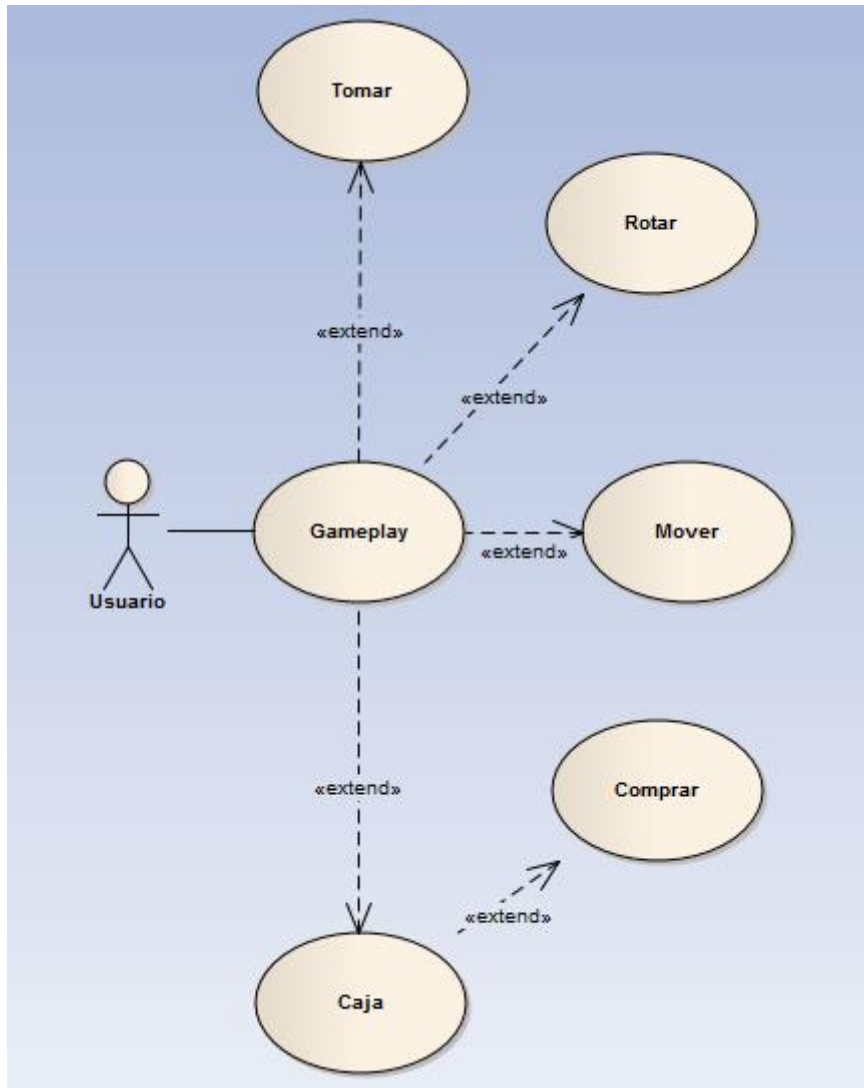 Tomar
Rotar
«extend»
«extend»
Gameplay
Mover
«extend»
Usuario
«extend»
Comprar
«extend»
Caja